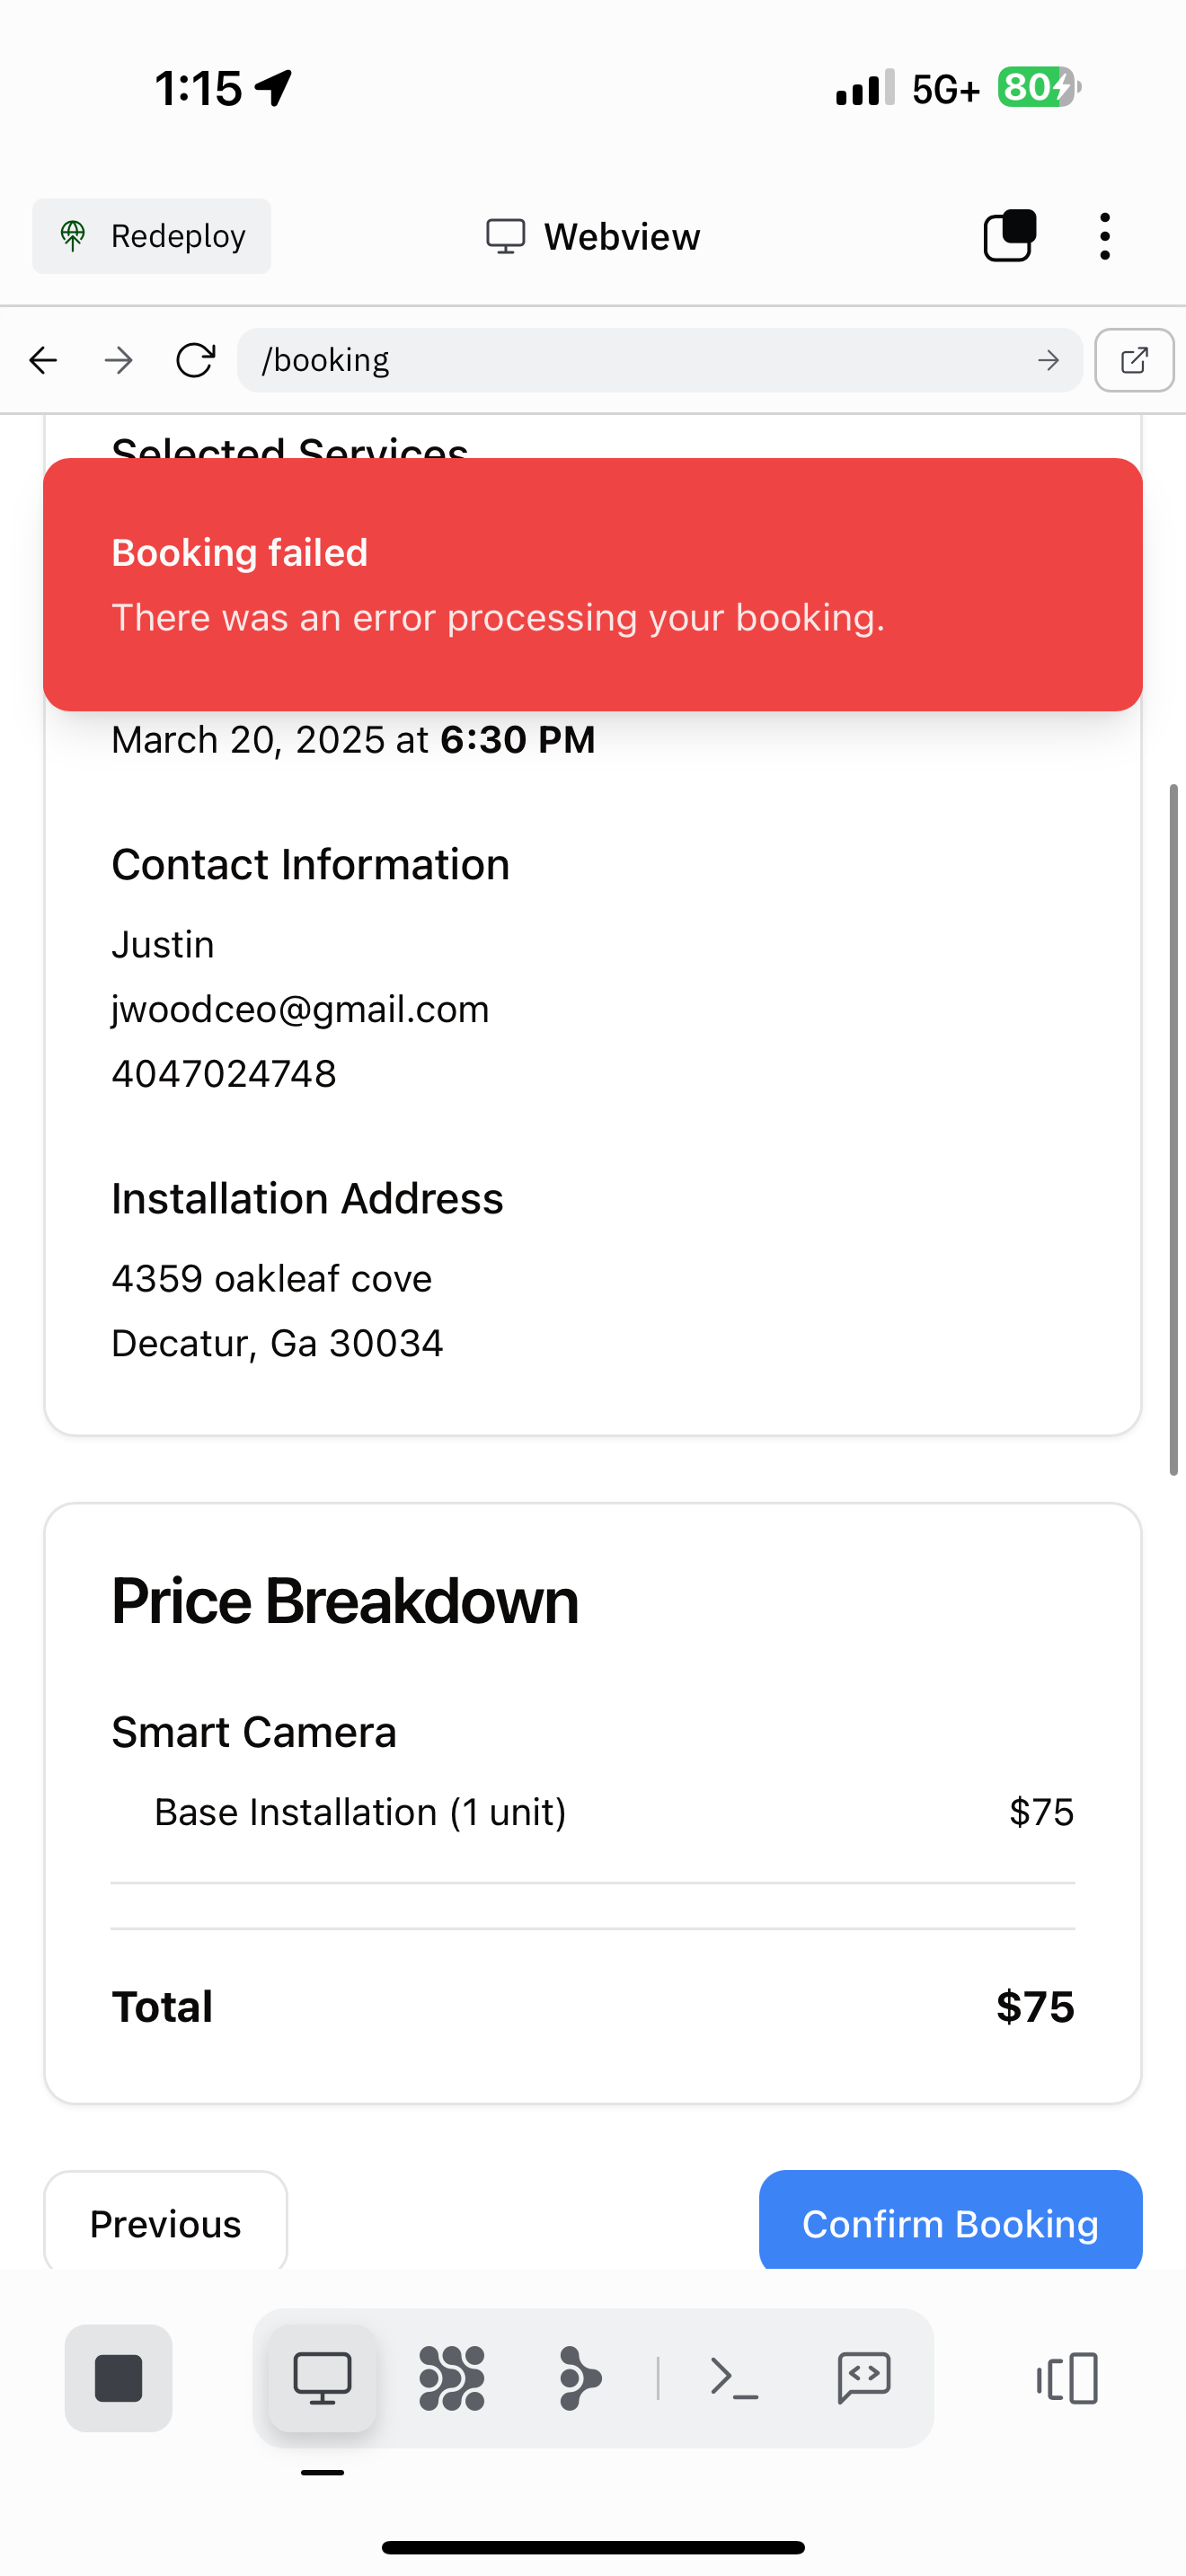 1:15
5G+
80
Redeploy
Webview
/booking
Selected Services
Booking failed
There was an error processing your booking.
March 20, 2025 at 6:30 PM
Contact Information
Justin
jwoodceo@gmail.com
4047024748
Installation Address
4359 oakleaf cove
Decatur, Ga 30034
Price Breakdown
Smart Camera
Base Installation (1 unit) $75
Total $75
Previous
Confirm Booking